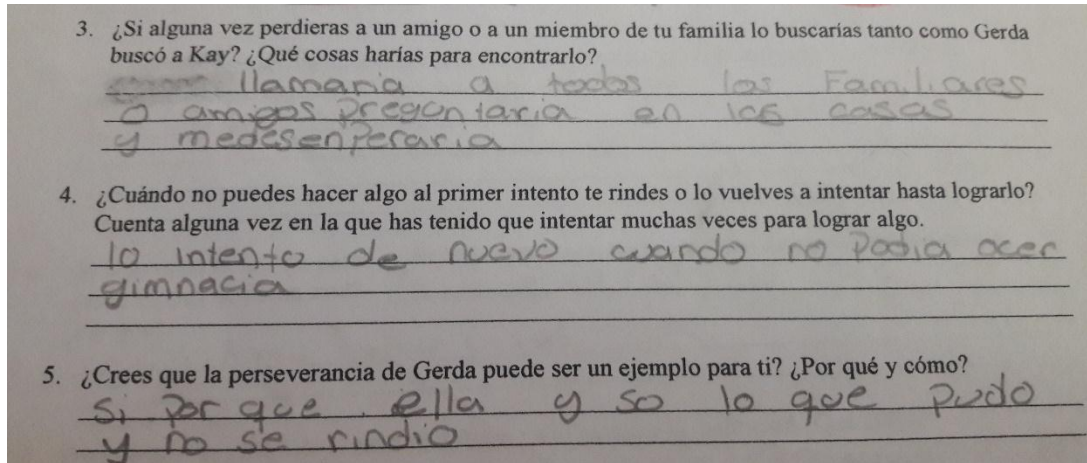 3. ¿Si alguna vez perdieras a un amigo o a un miembro de tu familia lo buscarías tanto como Gerda
buscó a Kay? ¿Qué cosas harías para encontrarlo?
llamaria a todos los Familiares
o amigos pregontaria en las casas
y medesenperaria
4. ¿Cuándo no puedes hacer algo al primer intento te rindes o lo vuelves a intentar hasta lograrlo?
Cuenta alguna vez en la que has tenido que intentar muchas veces para lograr algo.
lo intento de nuevo cuando no podia acer
gimnacia
5. ¿Crees que la perseverancia de Gerda puede ser un ejemplo para ti? ¿Por qué y cómo?
Si por que ella y so lo que pudo
y no se rindio